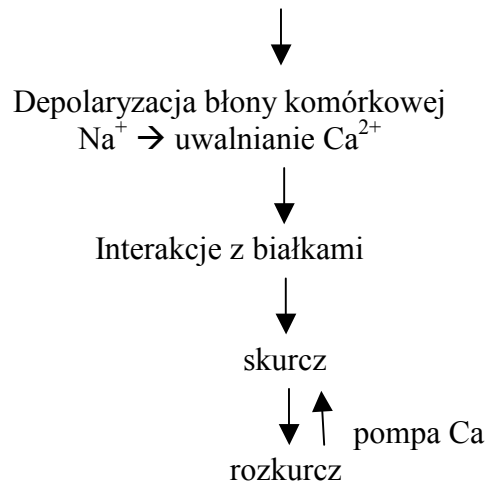 Depolaryzacja błony komórkowej
Na⁺ → uwalnianie Ca²⁺
Interakcje z białkami
skurcz
pompa Ca
rozkurcz